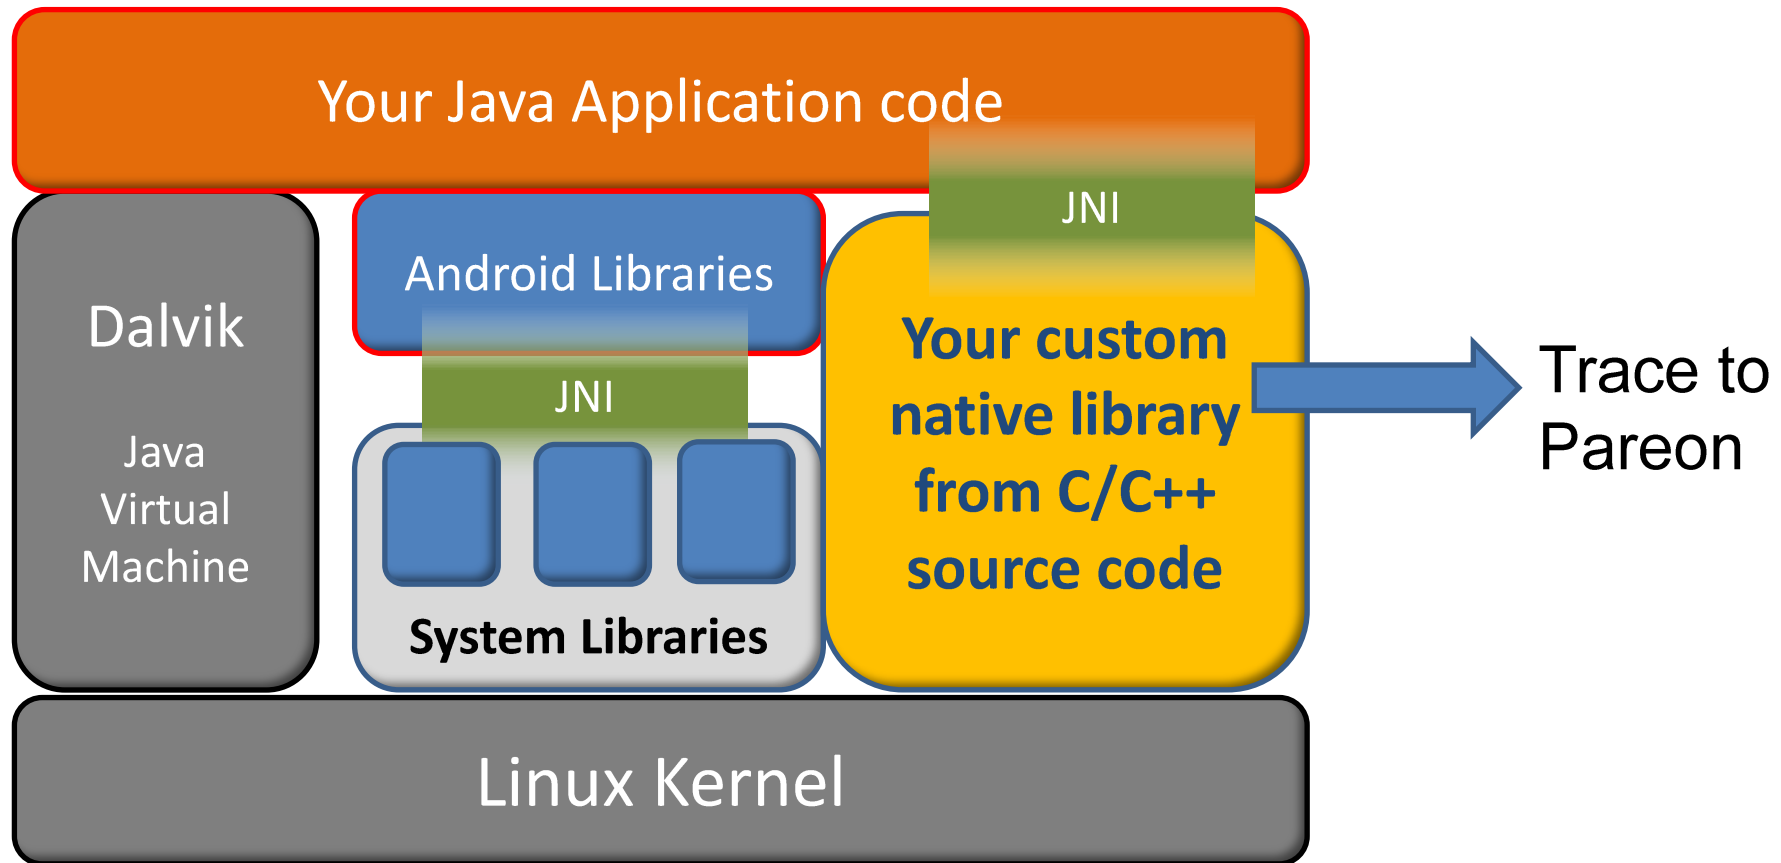 Your Java Application code
JNI
Android Libraries
Dalvik
Java
Virtual
Machine
JNI
System Libraries
Your custom
native library
from C/C++
source code
Trace to
Pareon
Linux Kernel